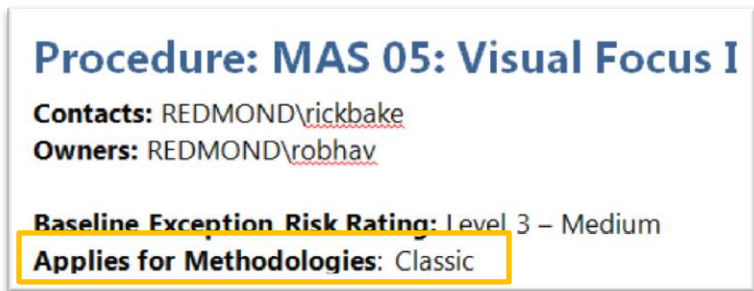 Procedure: MAS 05: Visual Focus I
Contacts: REDMOND\rickbake
Owners: REDMOND\robhav
Baseline Exception Risk Rating: Level 3 – Medium
Applies for Methodologies: Classic